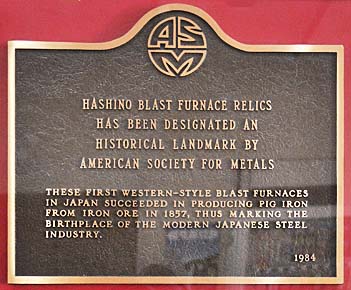 ASM
HASHINO BLAST FURNACE RELICS
HAS BEEN DESIGNATED AN
HISTORICAL LANDMARK BY
AMERICAN SOCIETY FOR METALS
THESE FIRST WESTERN-STYLE BLAST FURNACES
IN JAPAN SUCCEEDED IN PRODUCING PIG IRON
FROM IRON ORE IN 1857, THUS MARKING THE
BIRTHPLACE OF THE MODERN JAPANESE STEEL
INDUSTRY.
1984